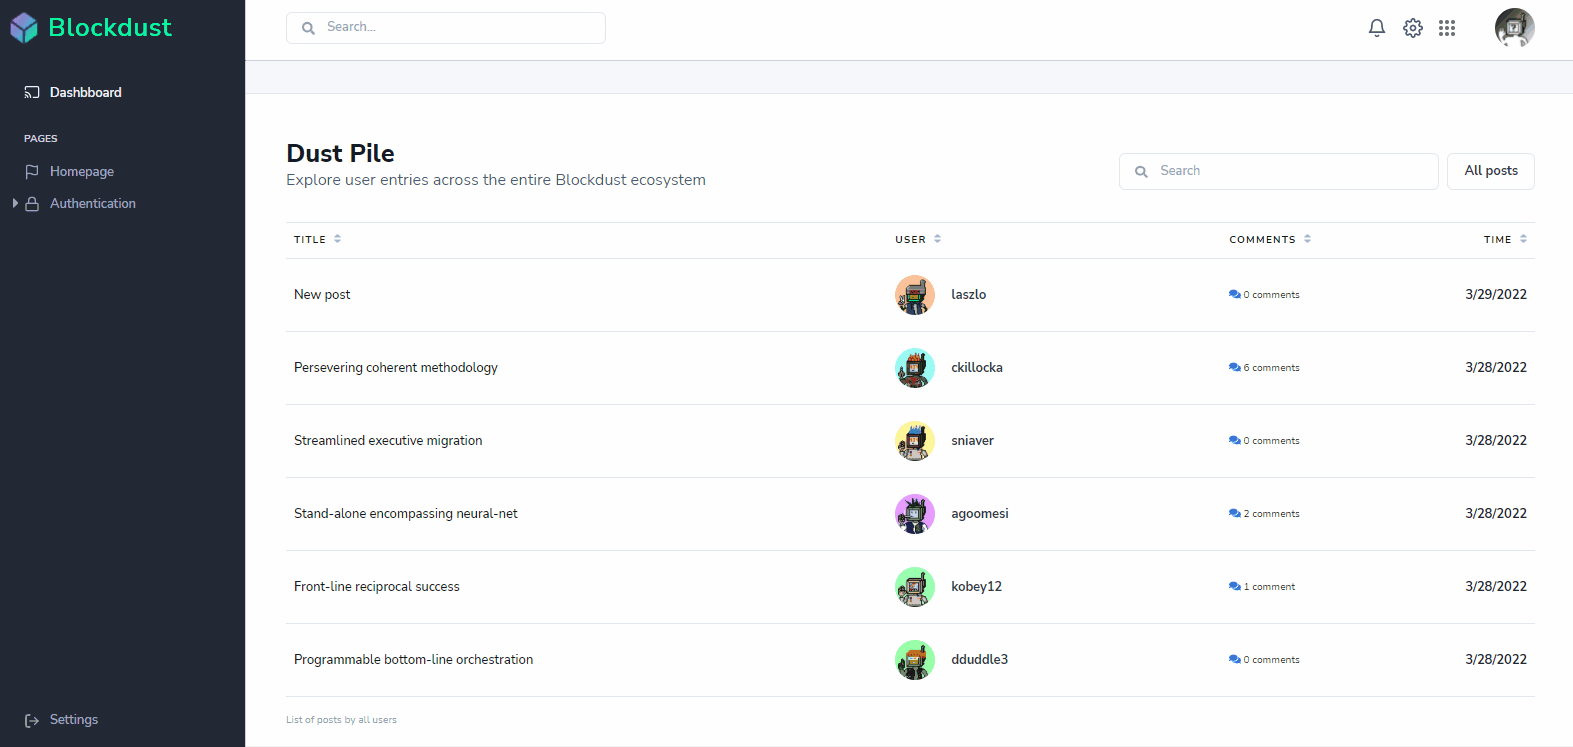 Blockdust
Search...
Dashbboard
PAGES
Homepage
Authentication
Settings
Dust Pile
Explore user entries across the entire Blockdust ecosystem
Search
All posts
TITLE USER COMMENTS TIME
New post laszlo 0 comments 3/29/2022
Persevering coherent methodology ckillocka 6 comments 3/28/2022
Streamlined executive migration sniaver 0 comments 3/28/2022
Stand-alone encompassing neural-net agoomesi 2 comments 3/28/2022
Front-line reciprocal success kobey12 1 comment 3/28/2022
Programmable bottom-line orchestration dduddle3 0 comments 3/28/2022
List of posts by all users